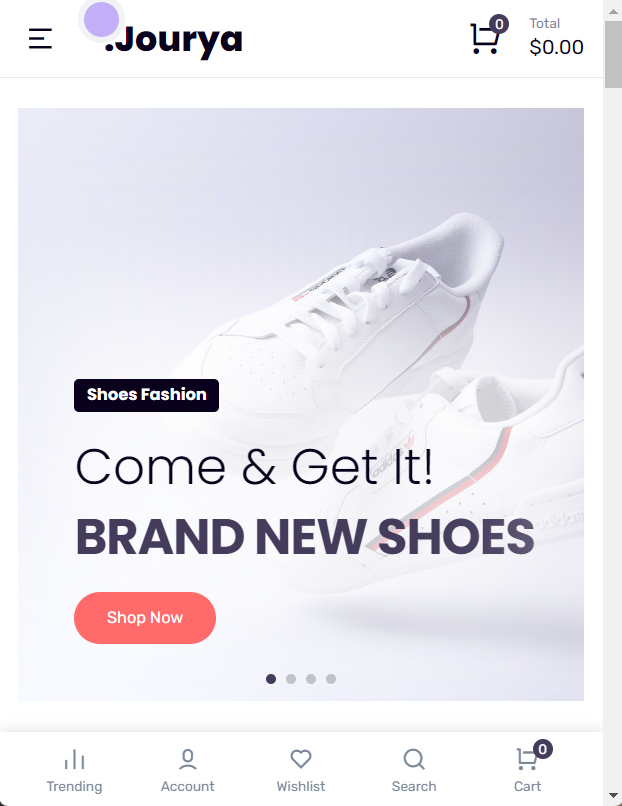 .Jourya
0
Total
$0.00
Shoes Fashion
Come & Get It!
BRAND NEW SHOES
Shop Now
Trending
Account
Wishlist
Search
0
Cart
adidas